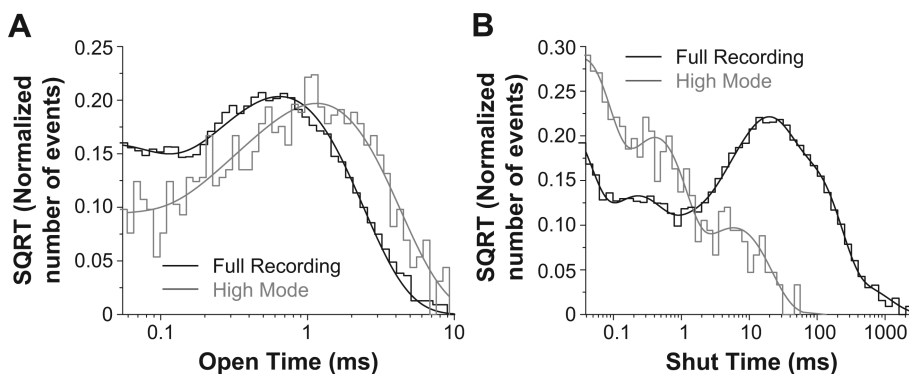 A
SQRT (Normalized
number of events)
0.25
0.20
0.15
0.10
0.05
0
Full Recording
High Mode
0.1
1
10
Open Time (ms)
B
SQRT (Normalized
number of events)
0.30
0.25
0.20
0.15
0.10
0.05
0
Full Recording
High Mode
0.1
1
10
100
1000
Shut Time (ms)